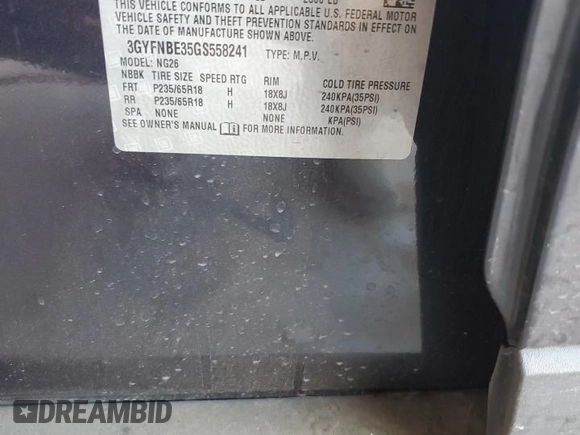 THIS VEHICLE CONFORMS TO ALL APPLICABLE U.S. FEDERAL MOTOR
VEHICLE SAFETY AND THEFT PREVENTION STANDARDS IN EFFECT ON
THE DATE OF MANUFACTURE SHOWN ABOVE.
3GYFNBE35GS558241 TYPE: M.P.V.
MODEL: NG26
NBBK TIRE SIZE SPEED RTG RIM COLD TIRE PRESSURE
FRT P235/65R18 H 18X8J 240KPA(35PSI)
RR P235/65R18 H 18X8J 240KPA(35PSI)
SPA NONE NONE KPA(PSI)
SEE OWNER'S MANUAL FOR MORE INFORMATION.
DREAMBID